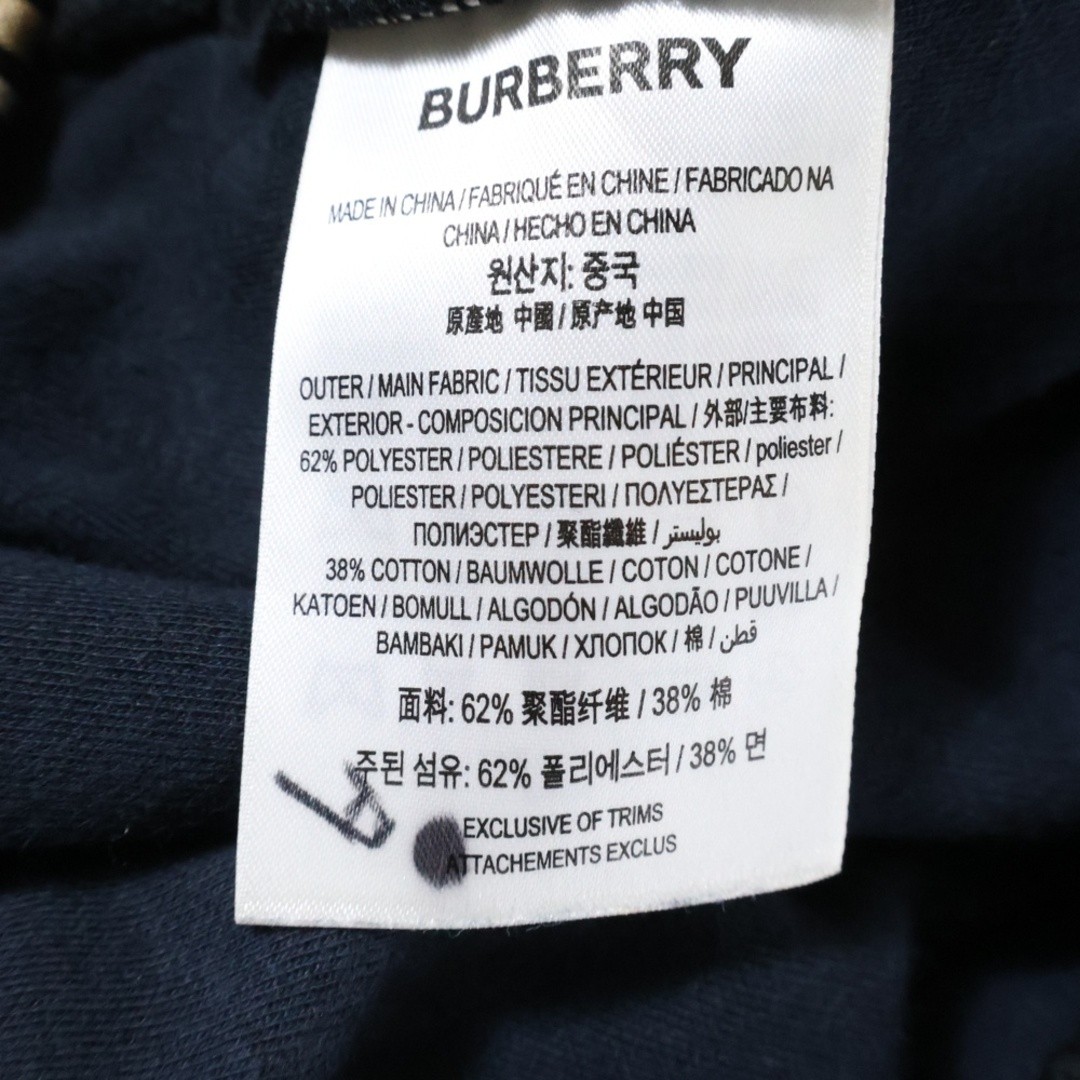 BURBERRY
MADE IN CHINA / FABRIQUÉ EN CHINE / FABRICADO NA
CHINA / HECHO EN CHINA
원산지: 중국
原產地 中國 / 原产地 中国
OUTER / MAIN FABRIC / TISSU EXTÉRIEUR / PRINCIPAL /
EXTERIOR - COMPOSICION PRINCIPAL / 外部/主要布料:
62% POLYESTER / POLIESTERE / POLIÉSTER / poliester /
POLIESTER / POLYESTERI / ΠΟΛΥΕΣΤΕΡΑΣ /
ПОЛИЭСТЕР / 聚酯纖維 / بوليستر
38% COTTON / BAUMWOLLE / COTON / COTONE /
KATOEN / BOMULL / ALGODÓN / ALGODÃO / PUUVILLA /
BAMBAKI / PAMUK / ХЛОПОК / 棉 / قطن
面料: 62% 聚酯纤维 / 38% 棉
주된 섬유: 62% 폴리에스터 / 38% 면
EXCLUSIVE OF TRIMS
ATTACHEMENTS EXCLUS